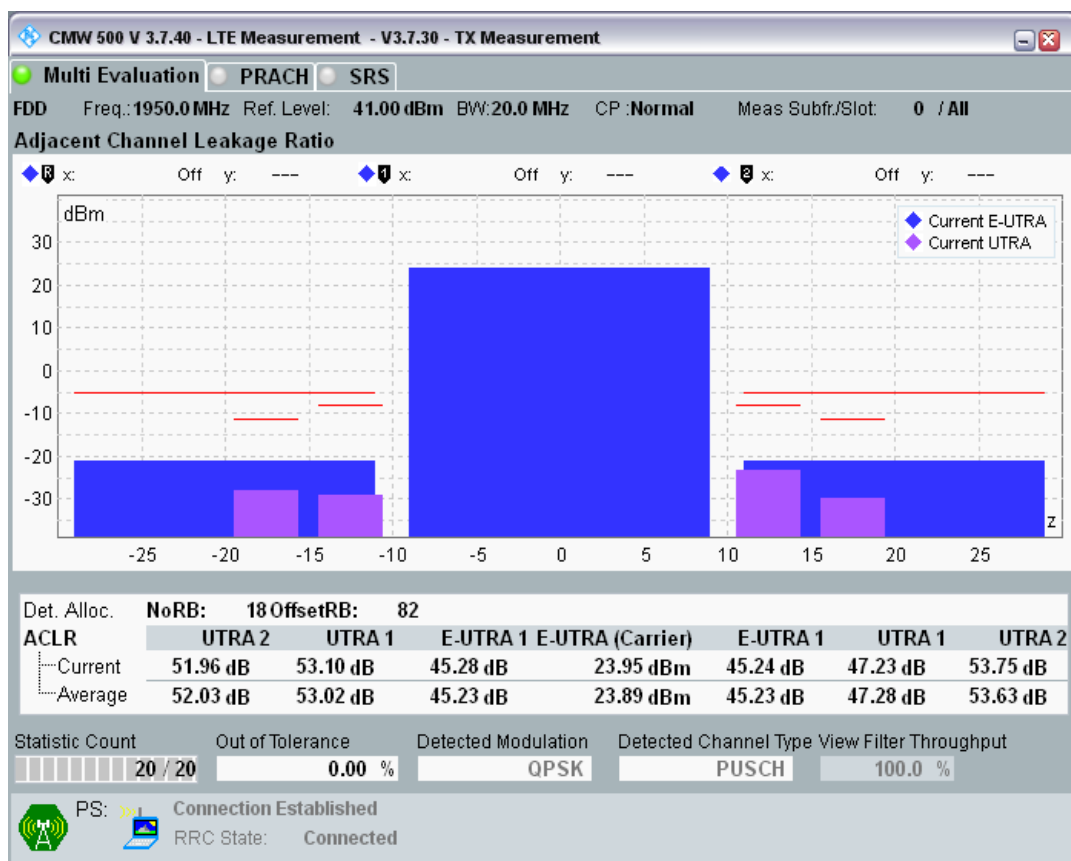 CMW 500 V 3.7.40 - LTE Measurement - V3.7.30 - TX Measurement
Multi Evaluation PRACH SRS
FDD Freq.: 1950.0 MHz Ref. Level: 41.00 dBm BW: 20.0 MHz CP : Normal Meas Subfr./Slot: 0 / All
Adjacent Channel Leakage Ratio
R x: Off y: --- 1 x: Off y: --- 2 x: Off y: ---
dBm
Current E-UTRA
Current UTRA
30
20
10
0
-10
-20
-30
z
-25 -20 -15 -10 -5 0 5 10 15 20 25
Det. Alloc. NoRB: 18 OffsetRB: 82
ACLR UTRA 2 UTRA 1 E-UTRA 1 E-UTRA (Carrier) E-UTRA 1 UTRA 1 UTRA 2
Current 51.96 dB 53.10 dB 45.28 dB 23.95 dBm 45.24 dB 47.23 dB 53.75 dB
Average 52.03 dB 53.02 dB 45.23 dB 23.89 dBm 45.23 dB 47.28 dB 53.63 dB
Statistic Count Out of Tolerance Detected Modulation Detected Channel Type View Filter Throughput
20 / 20 0.00 % QPSK PUSCH 100.0 %
PS: Connection Established
RRC State: Connected